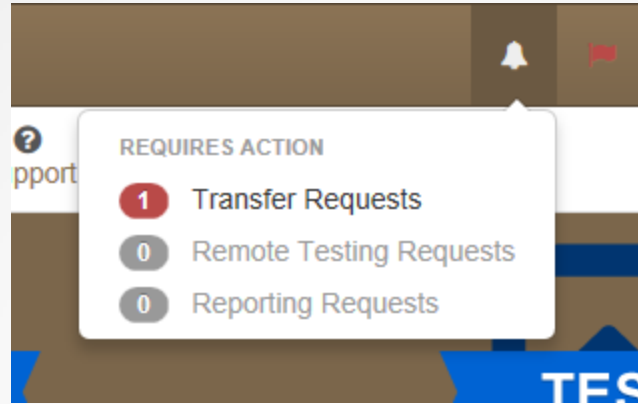 ?
pport
REQUIRES ACTION
1 Transfer Requests
0 Remote Testing Requests
0 Reporting Requests
TES